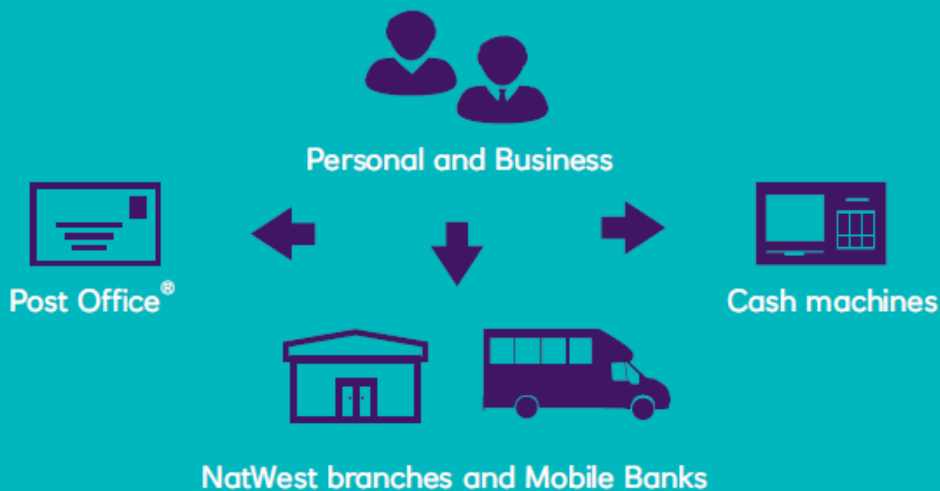 Personal and Business
Post Office®
Cash machines
NatWest branches and Mobile Banks